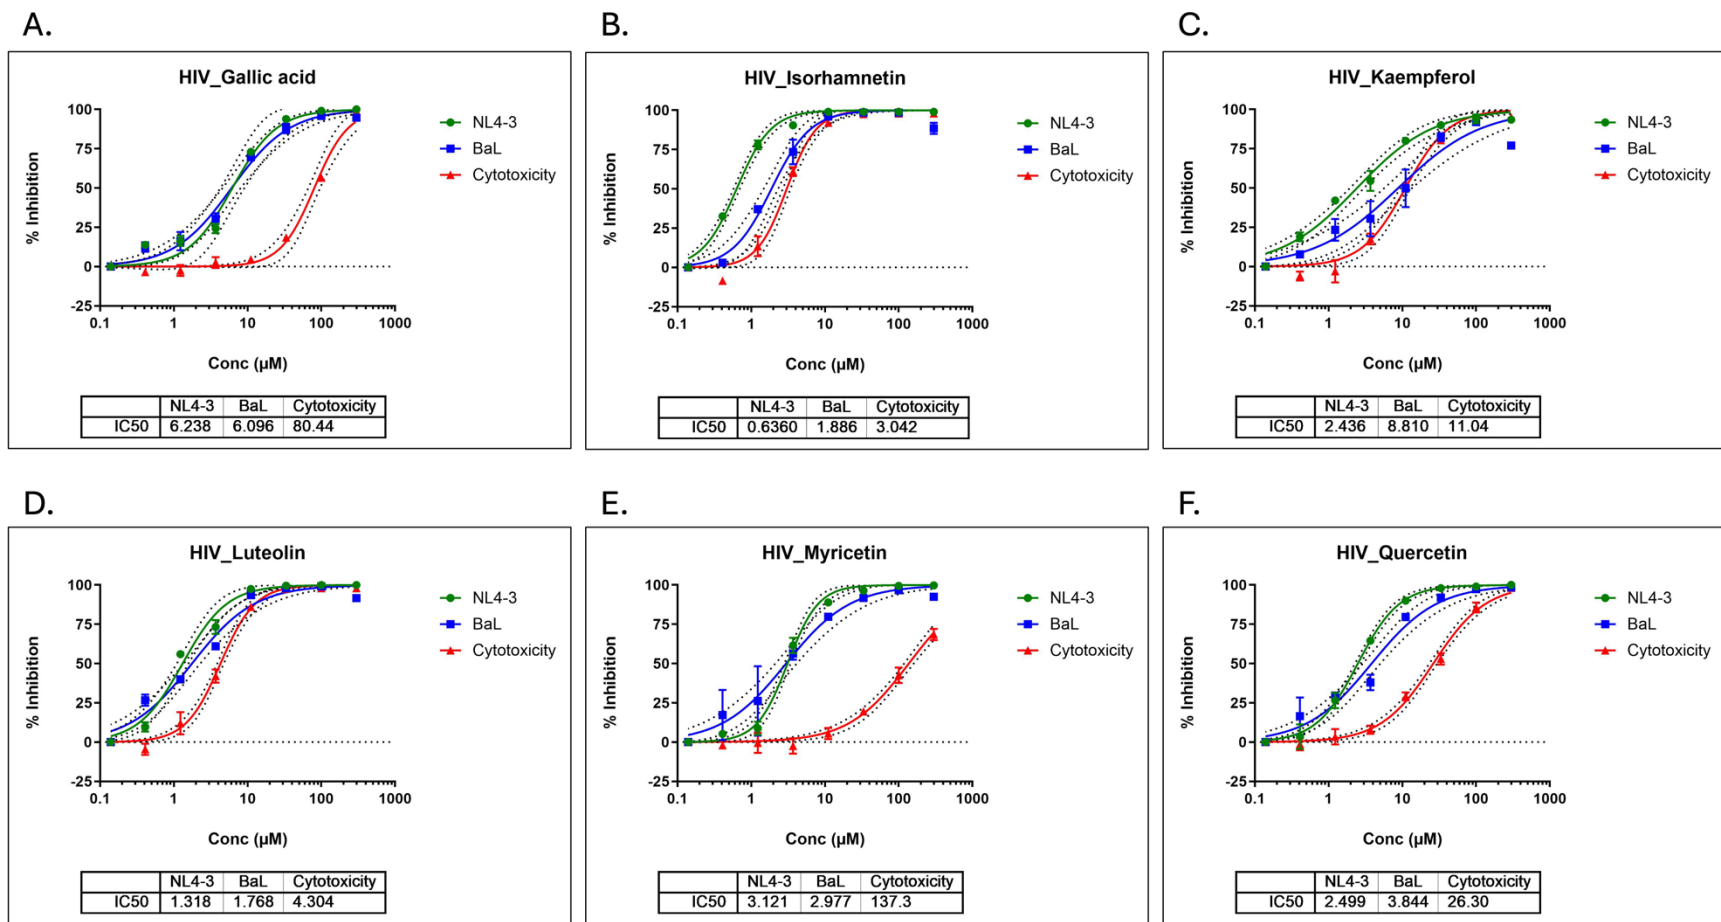 A.
HIV_Gallic acid
100
75
50
25
0
-25
% Inhibition
0.1 1 10 100 1000
Conc (µM)
NL4-3
BaL
Cytotoxicity
NL4-3 BaL Cytotoxicity
IC50 6.238 6.096 80.44
B.
HIV_Isorhamnetin
100
75
50
25
0
-25
% Inhibition
0.1 1 10 100 1000
Conc (µM)
NL4-3
BaL
Cytotoxicity
NL4-3 BaL Cytotoxicity
IC50 0.6360 1.886 3.042
C.
HIV_Kaempferol
100
75
50
25
0
-25
% Inhibition
0.1 1 10 100 1000
Conc (µM)
NL4-3
BaL
Cytotoxicity
NL4-3 BaL Cytotoxicity
IC50 2.436 8.810 11.04
D.
HIV_Luteolin
100
75
50
25
0
-25
% Inhibition
0.1 1 10 100 1000
Conc (µM)
NL4-3
BaL
Cytotoxicity
NL4-3 BaL Cytotoxicity
IC50 1.318 1.768 4.304
E.
HIV_Myricetin
100
75
50
25
0
-25
% Inhibition
0.1 1 10 100 1000
Conc (µM)
NL4-3
BaL
Cytotoxicity
NL4-3 BaL Cytotoxicity
IC50 3.121 2.977 137.3
F.
HIV_Quercetin
100
75
50
25
0
-25
% Inhibition
0.1 1 10 100 1000
Conc (µM)
NL4-3
BaL
Cytotoxicity
NL4-3 BaL Cytotoxicity
IC50 2.499 3.844 26.30